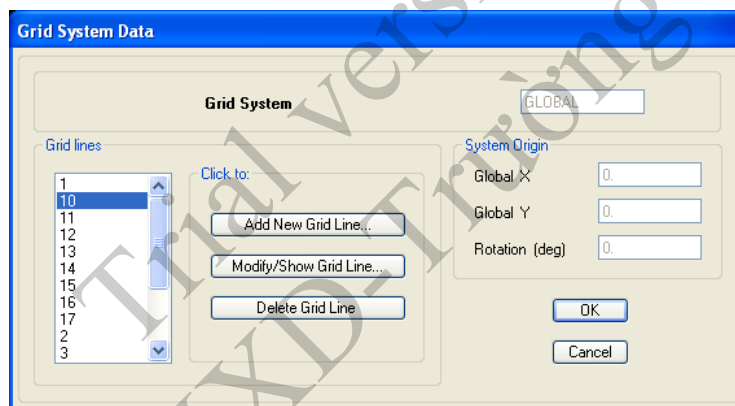 Grid System Data
Grid System
GLOBAL
Grid lines
1
10
11
12
13
14
15
16
17
2
3
Click to:
Add New Grid Line...
Modify/Show Grid Line...
Delete Grid Line
System Origin
Global X
0.
Global Y
0.
Rotation (deg)
0.
OK
Cancel
Trial versi
XD-Trường